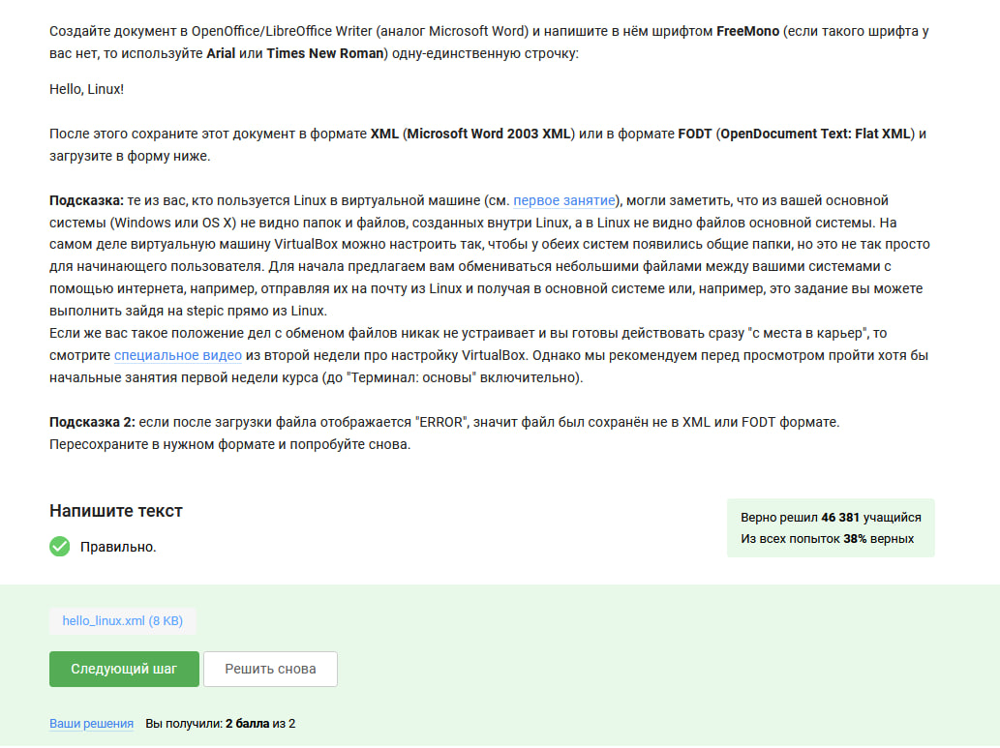 Создайте документ в OpenOffice/LibreOffice Writer (аналог Microsoft Word) и напишите в нём шрифтом FreeMono (если такого шрифта у
вас нет, то используйте Arial или Times New Roman) одну-единственную строчку:
Hello, Linux!
После этого сохраните этот документ в формате XML (Microsoft Word 2003 XML) или в формате FODT (OpenDocument Text: Flat XML) и
загрузите в форму ниже.
Подсказка: те из вас, кто пользуется Linux в виртуальной машине (см. первое занятие), могли заметить, что из вашей основной
системы (Windows или OS X) не видно папок и файлов, созданных внутри Linux, а в Linux не видно файлов основной системы. На
самом деле виртуальную машину VirtualBox можно настроить так, чтобы у обеих систем появились общие папки, но это не так просто
для начинающего пользователя. Для начала предлагаем вам обмениваться небольшими файлами между вашими системами с
помощью интернета, например, отправляя их на почту из Linux и получая в основной системе или, например, это задание вы можете
выполнить зайдя на stepic прямо из Linux.
Если же вас такое положение дел с обменом файлов никак не устраивает и вы готовы действовать сразу "с места в карьер", то
смотрите специальное видео из второй недели про настройку VirtualBox. Однако мы рекомендуем перед просмотром пройти хотя бы
начальные занятия первой недели курса (до "Терминал: основы" включительно).
Подсказка 2: если после загрузки файла отображается "ERROR", значит файл был сохранён не в XML или FODT формате.
Пересохраните в нужном формате и попробуйте снова.
Напишите текст
Правильно.
Верно решил 46 381 учащийся
Из всех попыток 38% верных
hello_linux.xml (8 KB)
Следующий шаг
Решить снова
Ваши решения Вы получили: 2 балла из 2